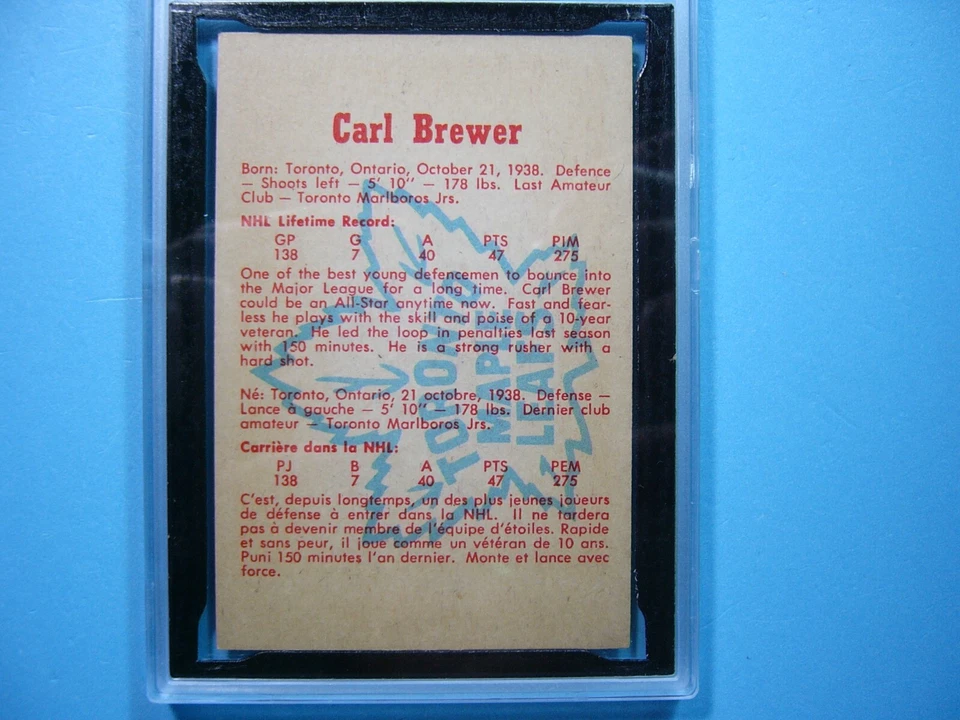 Carl Brewer
Born: Toronto, Ontario, October 21, 1938. Defence
— Shoots left — 5' 10" — 178 lbs. Last Amateur
Club — Toronto Marlboros Jrs.
NHL Lifetime Record:
GP G A PTS PIM
138 7 40 47 275
One of the best young defencemen to bounce into
the Major League for a long time. Carl Brewer
could be an All-Star anytime now. Fast and fear-
less he plays with the skill and poise of a 10-year
veteran. He led the loop in penalties last season
with 150 minutes. He is a strong rusher with a
hard shot.
Né: Toronto, Ontario, 21 octobre, 1938. Defense —
Lance à gauche — 5' 10" — 178 lbs. Dernier club
amateur — Toronto Marlboros Jrs.
Carrière dans la NHL:
PJ B A PTS PEM
138 7 40 47 275
C'est, depuis longtemps, un des plus jeunes joueurs
de défense à entrer dans la NHL. Il ne tardera
pas à devenir membre de l'équipe d'étoiles. Rapide
et sans peur, il joue comme un vétéran de 10 ans.
Puni 150 minutes l'an dernier. Monte et lance avec
force.
TORONTO
MAPLE
LEAFS